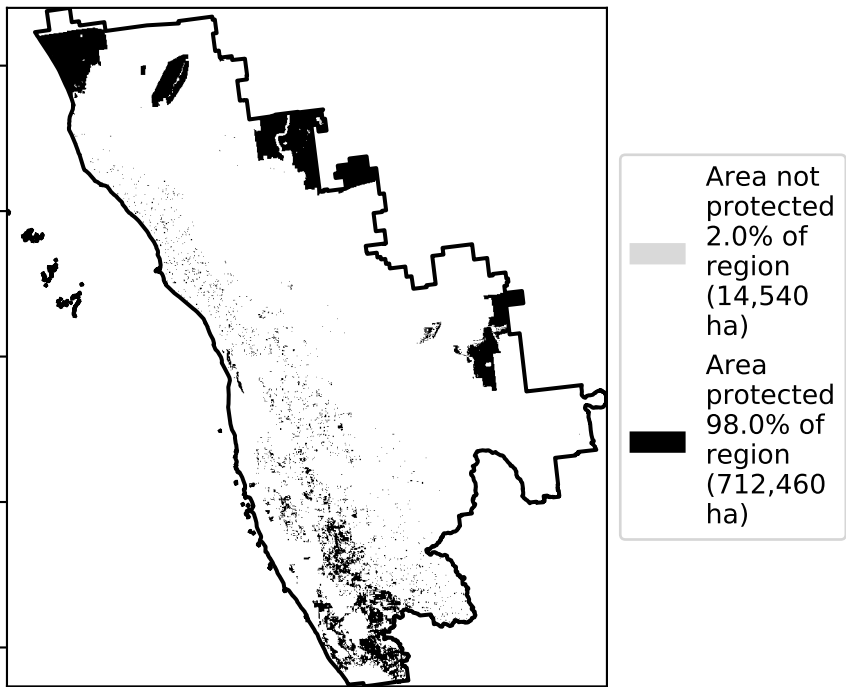 Area not
protected
2.0% of
region
(14,540
ha)
Area
protected
98.0% of
region
(712,460
ha)